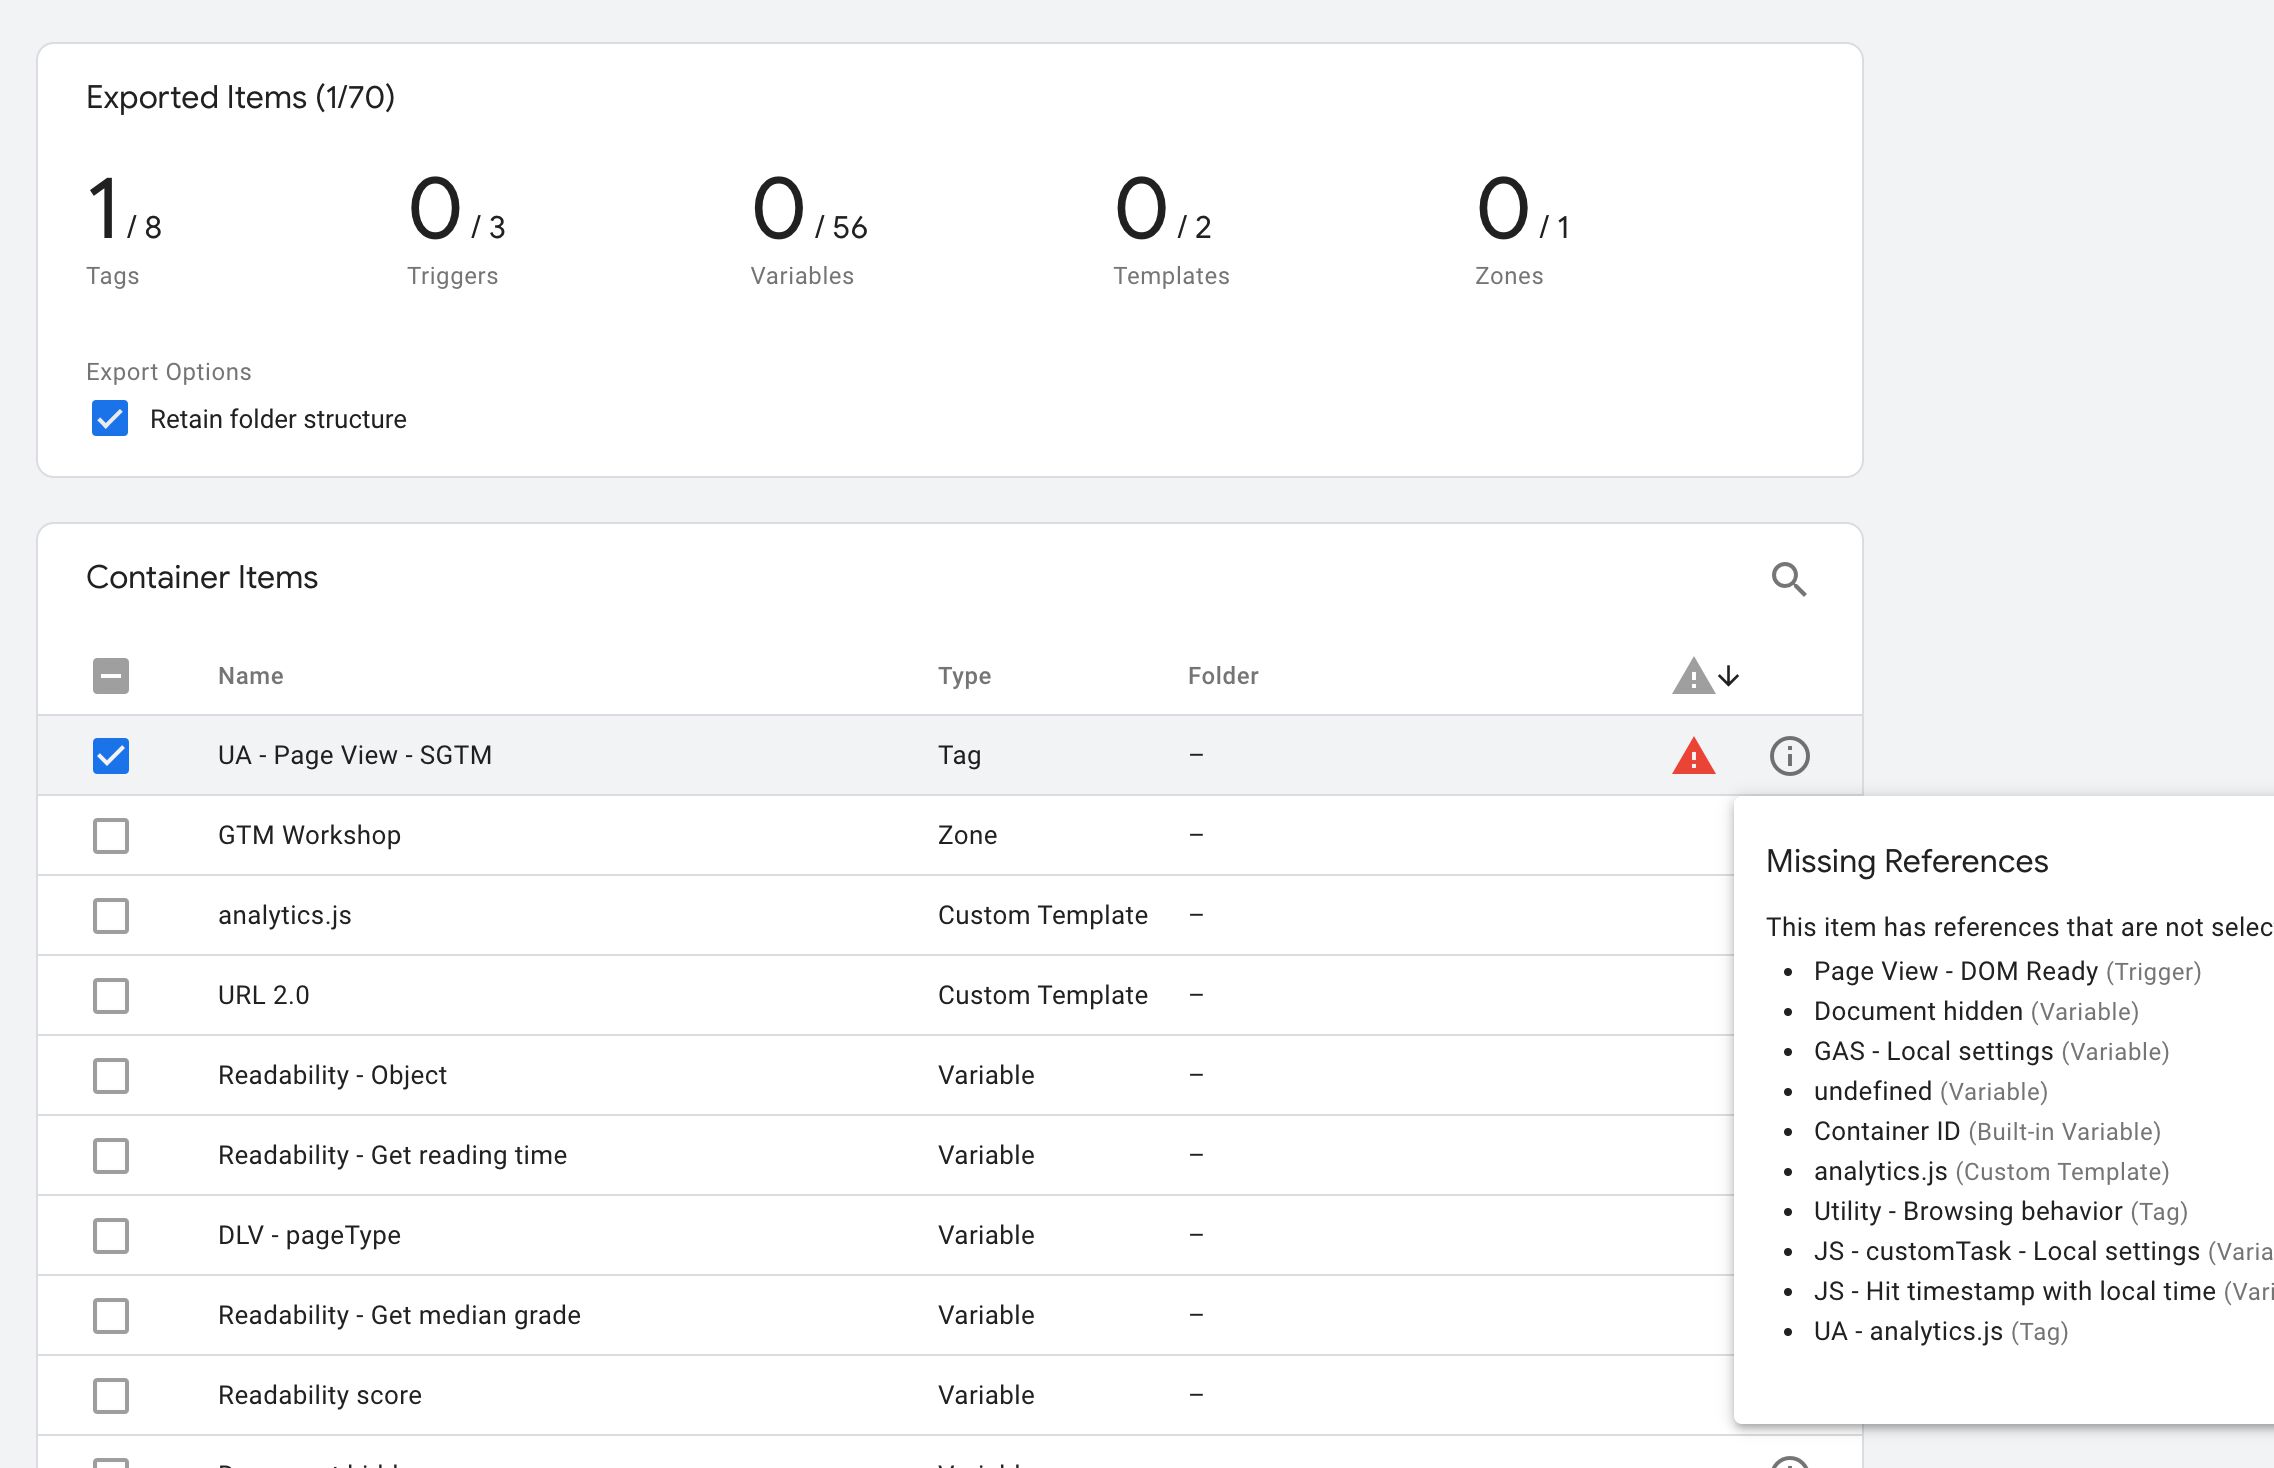 Exported Items (1/70)
1 / 8 0 / 3 0 / 56 0 / 2 0 / 1
Tags Triggers Variables Templates Zones
Export Options
Retain folder structure
Container Items
Name Type Folder
UA - Page View - SGTM Tag –
GTM Workshop Zone –
analytics.js Custom Template –
URL 2.0 Custom Template –
Readability - Object Variable –
Readability - Get reading time Variable –
DLV - pageType Variable –
Readability - Get median grade Variable –
Readability score Variable –
Missing References
This item has references that are not
• Page View - DOM Ready (Trigger)
• Document hidden (Variable)
• GAS - Local settings (Variable)
• undefined (Variable)
• Container ID (Built-in Variable)
• analytics.js (Custom Template)
• Utility - Browsing behavior (Tag)
• JS - customTask - Local settings
• JS - Hit timestamp with local time
• UA - analytics.js (Tag)